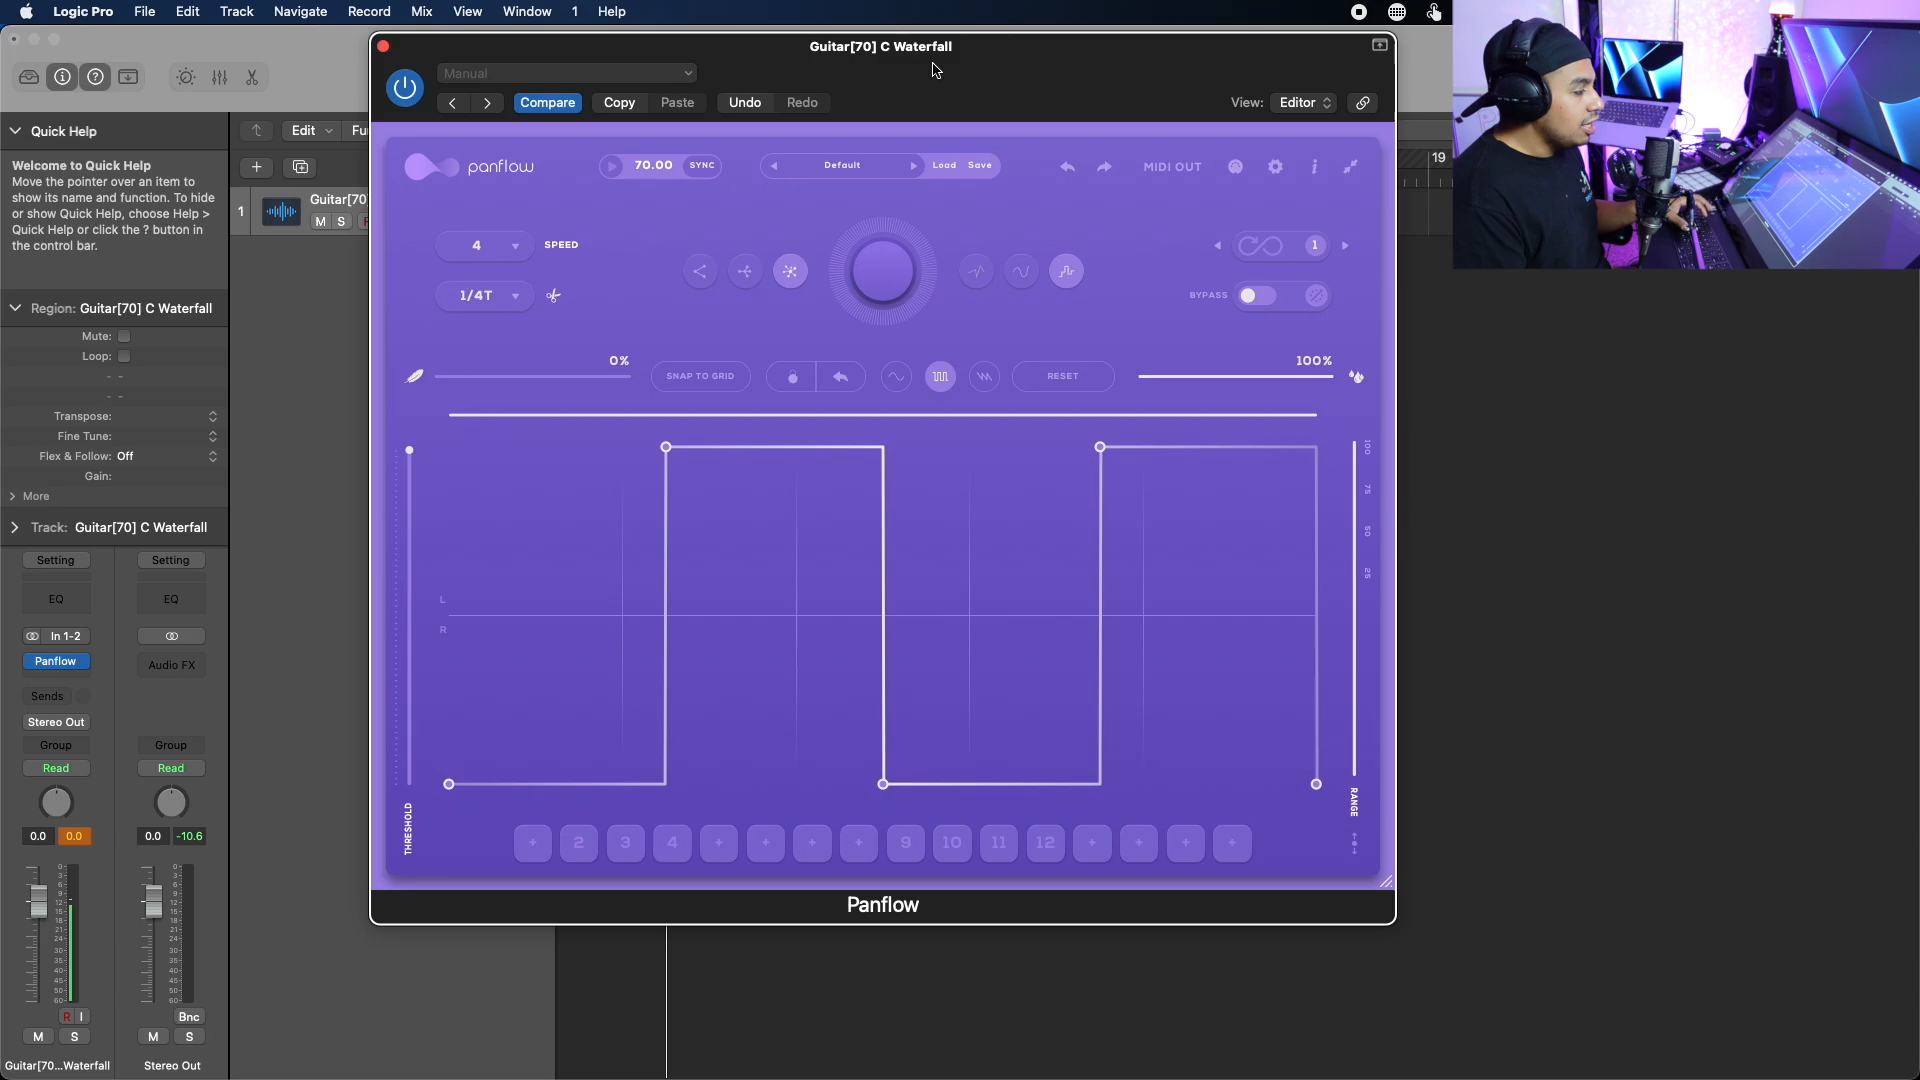 Logic Pro File Edit Track Navigate Record Mix View Window 1 Help
Guitar[70] C Waterfall
Manual
Compare Copy Paste Undo Redo
View: Editor
Quick Help
Welcome to Quick Help
Move the pointer over an item to
show its name and function. To hide
or show Quick Help, choose Help >
Quick Help or click the ? button in
the control bar.
Edit Fu
19
1 Guitar[70
M S
Region: Guitar[70] C Waterfall
Mute:
Loop:
Transpose:
Fine Tune:
Flex & Follow: Off
Gain:
More
Track: Guitar[70] C Waterfall
Setting Setting
EQ EQ
In 1-2
Panflow Audio FX
Sends
Stereo Out
Group Group
Read Read
0.0 0.0 0.0 -10.6
R I Bnc
M S M S
Guitar[70...Waterfall Stereo Out
panflow 70.00 SYNC Default Load Save MIDI OUT
4 SPEED
1
1/4T
BYPASS
0% SNAP TO GRID RESET 100%
100
75
50
25
L
R
THRESHOLD
RANGE
+ 2 3 4 + + + + 9 10 11 12 + + + +
Panflow